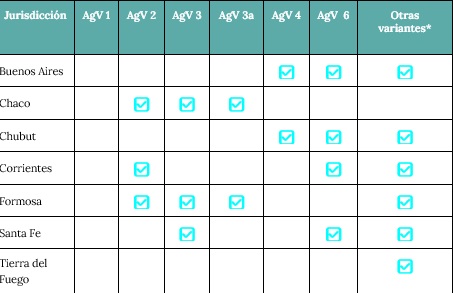 Jurisdicción AgV 1 AgV 2 AgV 3 AgV 3a AgV 4 AgV 6 Otras
variantes*
Buenos Aires
Chaco
Chubut
Corrientes
Formosa
Santa Fe
Tierra del
Fuego